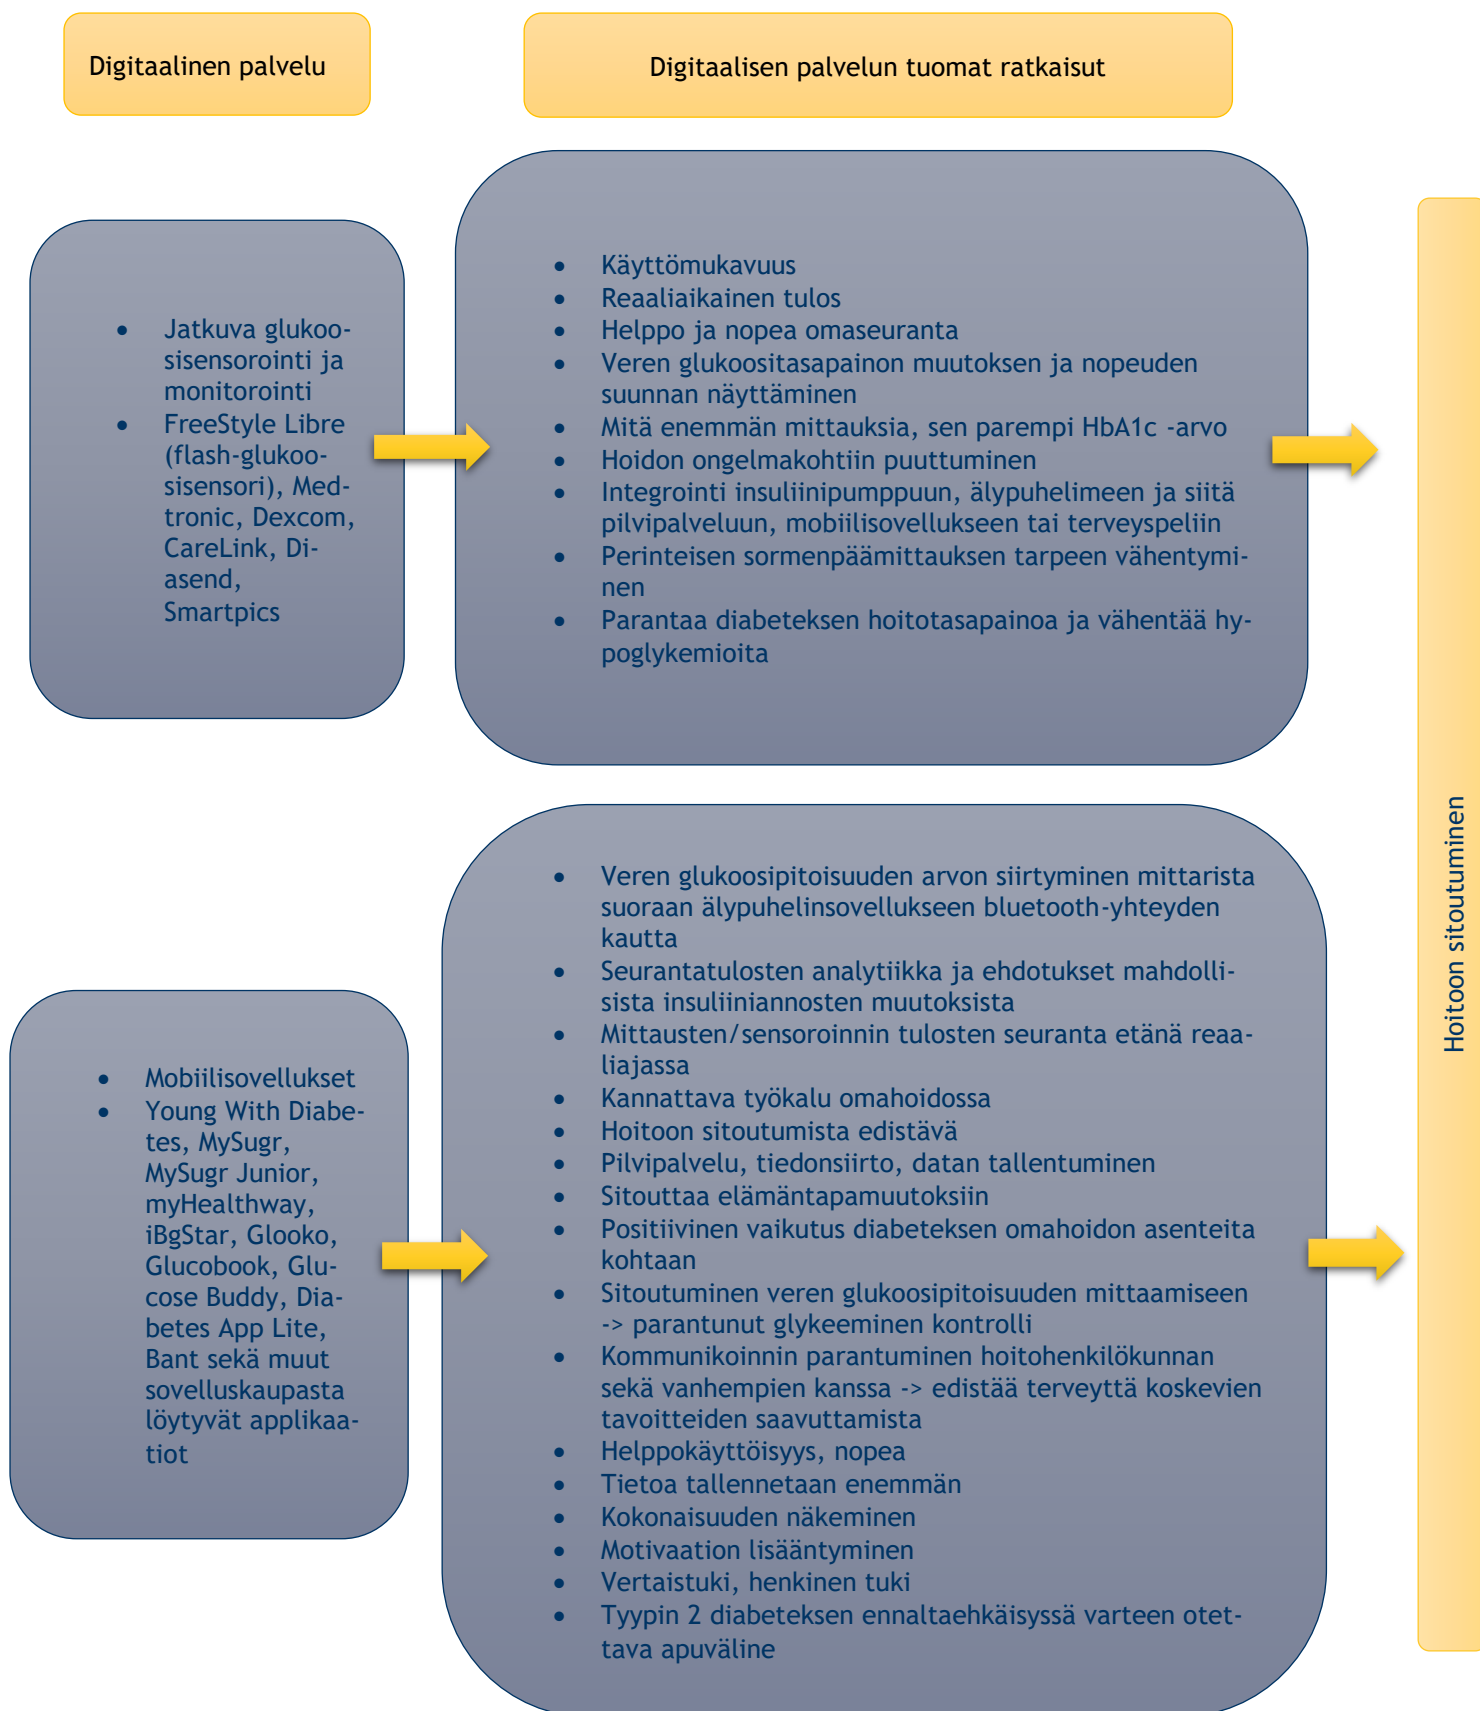 Digitaalinen palvelu
Digitaalisen palvelun tuomat ratkaisut
• Jatkuva glukoo-
sisensorointi ja
monitorointi
• FreeStyle Libre
(flash-glukoo-
sisensori), Med-
tronic, Dexcom,
CareLink, Di-
asend,
Smartpics
• Käyttömukavuus
• Reaaliaikainen tulos
• Helppo ja nopea omaseuranta
• Veren glukoositasapainon muutoksen ja nopeuden
suunnan näyttäminen
• Mitä enemmän mittauksia, sen parempi HbA1c -arvo
• Hoidon ongelmakohtiin puuttuminen
• Integrointi insuliinipumppuun, älypuhelimeen ja siitä
pilvipalveluun, mobiilisovellukseen tai terveyspeliin
• Perinteisen sormenpäämittauksen tarpeen vähentymi-
nen
• Parantaa diabeteksen hoitotasapainoa ja vähentää hy-
poglykemioita
• Mobiilisovellukset
• Young With Diabe-
tes, MySugr,
MySugr Junior,
myHealthway,
iBgStar, Glooko,
Glucobook, Glu-
cose Buddy, Dia-
betes App Lite,
Bant sekä muut
sovelluskaupasta
löytyvät applikaa-
tiot
• Veren glukoosipitoisuuden arvon siirtyminen mittarista
suoraan älypuhelinsovellukseen bluetooth-yhteyden
kautta
• Seurantatulosten analytiikka ja ehdotukset mahdolli-
sista insuliiniannosten muutoksista
• Mittausten/sensoroinnin tulosten seuranta etänä reaa-
liajassa
• Kannattava työkalu omahoidossa
• Hoitoon sitoutumista edistävä
• Pilvipalvelu, tiedonsiirto, datan tallentuminen
• Sitouttaa elämäntapamuutoksiin
• Positiivinen vaikutus diabeteksen omahoidon asenteita
kohtaan
• Sitoutuminen veren glukoosipitoisuuden mittaamiseen
-> parantunut glykeeminen kontrolli
• Kommunikoinnin parantuminen hoitohenkilökunnan
sekä vanhempien kanssa -> edistää terveyttä koskevien
tavoitteiden saavuttamista
• Helppokäyttöisyys, nopea
• Tietoa tallennetaan enemmän
• Kokonaisuuden näkeminen
• Motivaation lisääntyminen
• Vertaistuki, henkinen tuki
• Tyypin 2 diabeteksen ennaltaehkäisyssä varteen otet-
tava apuväline
Hoitoon sitoutuminen